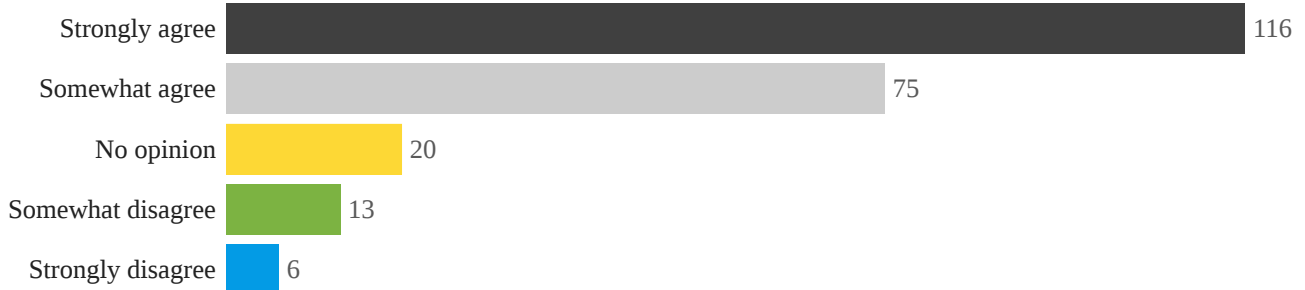 Strongly agree 116
Somewhat agree 75
No opinion 20
Somewhat disagree 13
Strongly disagree 6